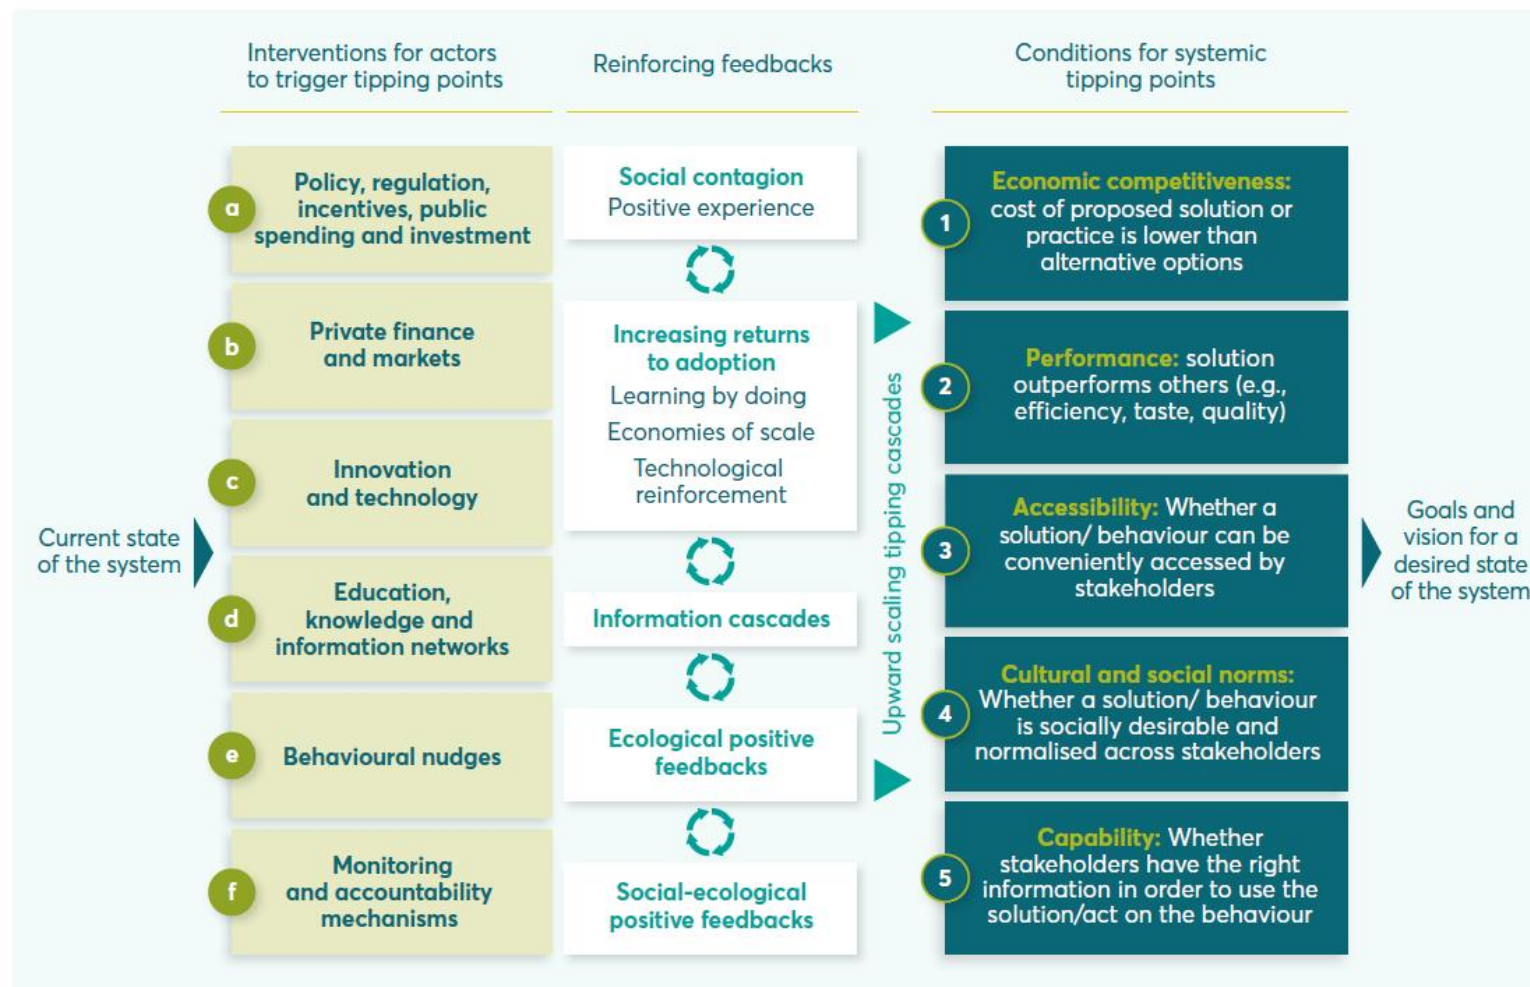 Interventions for actors
to trigger tipping points
Reinforcing feedbacks
Conditions for systemic
tipping points
Current state
of the system
a
Policy, regulation,
incentives, public
spending and investment
b
Private finance
and markets
c
Innovation
and technology
d
Education,
knowledge and
information networks
e
Behavioural nudges
f
Monitoring
and accountability
mechanisms
Social contagion
Positive experience
Increasing returns
to adoption
Learning by doing
Economies of scale
Technological
reinforcement
Information cascades
Ecological positive
feedbacks
Social-ecological
positive feedbacks
Upward scaling tipping cascades
1
Economic competitiveness:
cost of proposed solution or
practice is lower than
alternative options
2
Performance: solution
outperforms others (e.g.,
efficiency, taste, quality)
3
Accessibility: Whether a
solution/ behaviour can be
conveniently accessed by
stakeholders
4
Cultural and social norms:
Whether a solution/ behaviour
is socially desirable and
normalised across stakeholders
5
Capability: Whether
stakeholders have the right
information in order to use the
solution/act on the behaviour
Goals and
vision for a
desired state
of the system